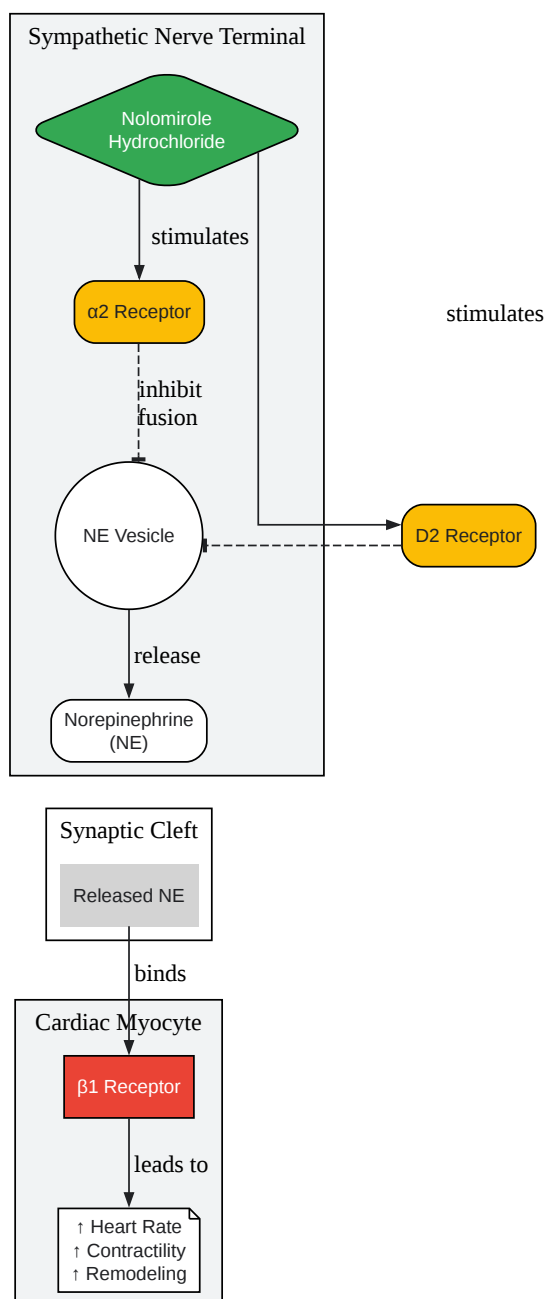 Sympathetic Nerve Terminal
Nolomirole
Hydrochloride
stimulates
α2 Receptor
stimulates
inhibit
fusion
NE Vesicle
D2 Receptor
release
Norepinephrine
(NE)
Synaptic Cleft
Released NE
binds
Cardiac Myocyte
β1 Receptor
leads to
↑ Heart Rate
↑ Contractility
↑ Remodeling